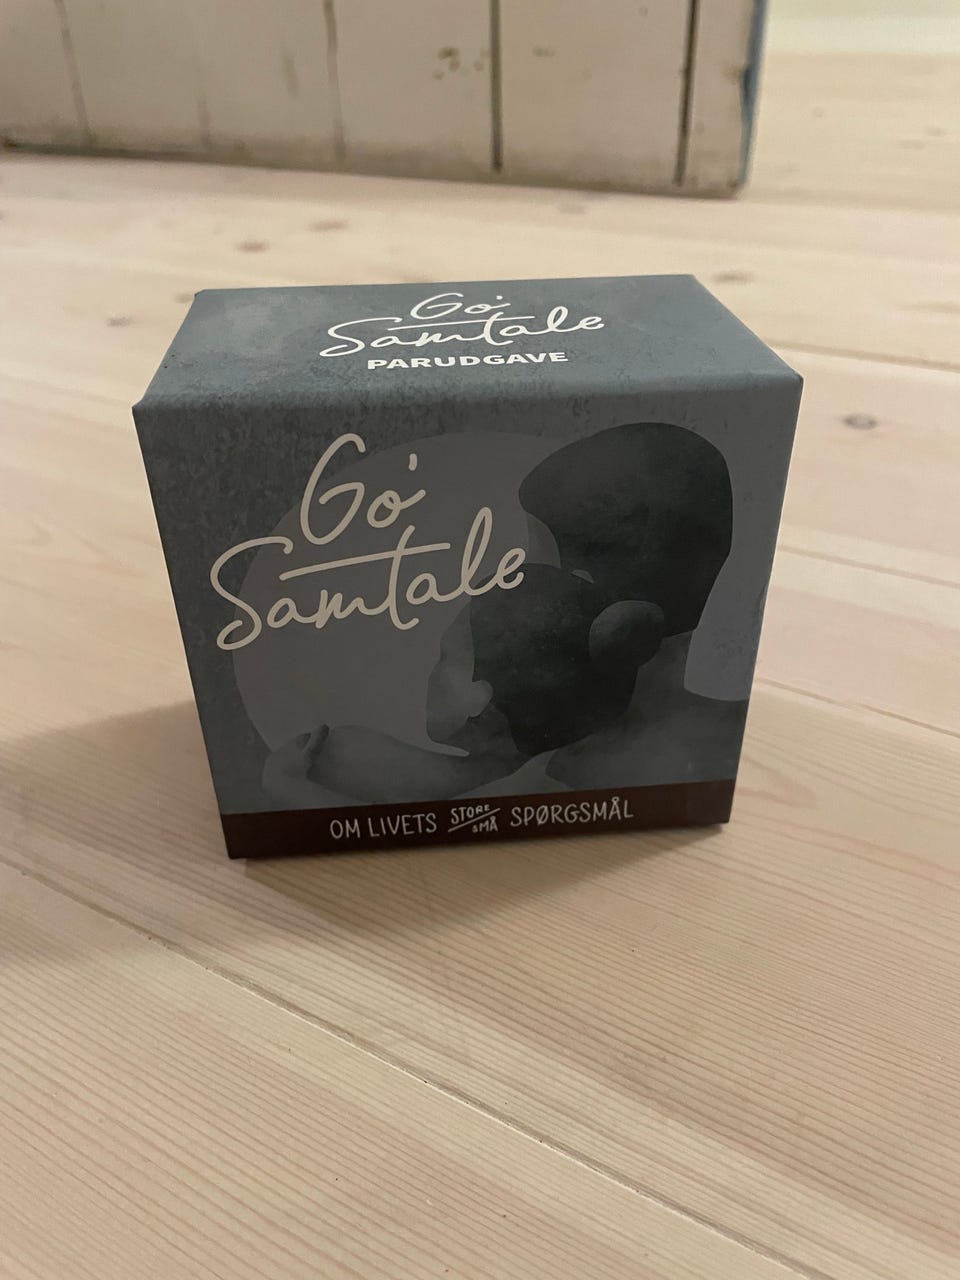 Go'
Samtale
PARUDGAVE
Go'
Samtale
OM LIVETS STORE/SMÅ SPØRGSMÅL